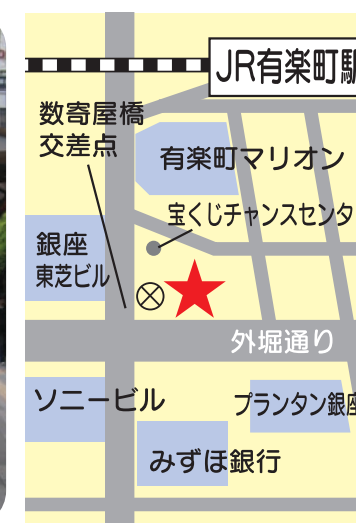 JR有楽町駅
数寄屋橋
交差点
有楽町マリオン
宝くじチャンスセンタ
銀座
東芝ビル
外堀通り
ソニービル
プランタン銀座
みずほ銀行